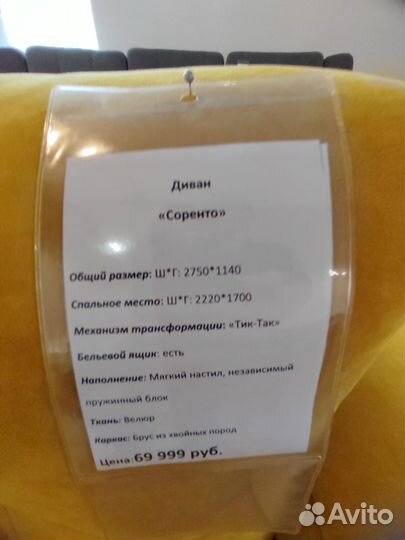 Диван
«Соренто»
Общий размер: Ш*Г: 2750*1140
Спальное место: Ш*Г: 2220*1700
Механизм трансформации: «Тик-Так»
Бельевой ящик: есть
Наполнение: Мягкий настил, независимый
пружинный блок
Ткань: Велюр
Каркас: Брус из хвойных пород
Цена:69 999 руб.
Avito